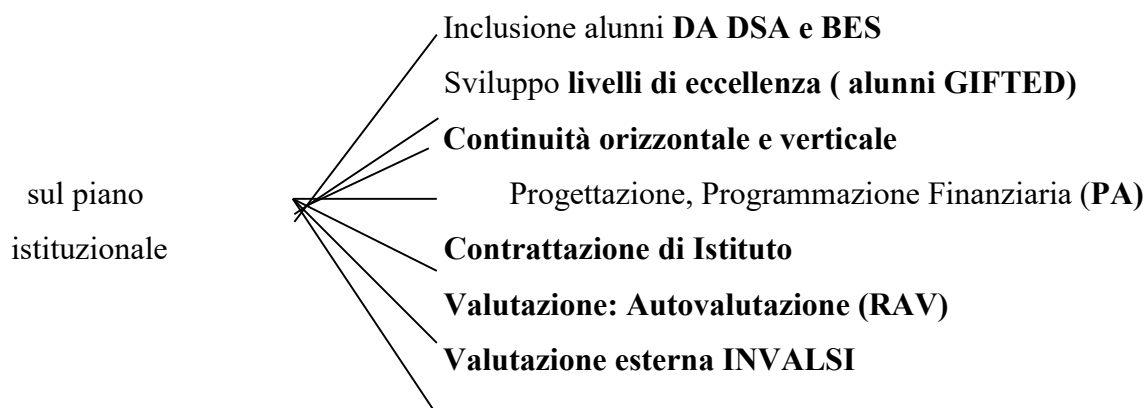 Inclusione alunni DA DSA e BES
Sviluppo livelli di eccellenza ( alunni GIFTED)
Continuità orizzontale e verticale
sul piano
Progettazione, Programmazione Finanziaria (PA)
istituzionale
Contrattazione di Istituto
Valutazione: Autovalutazione (RAV)
Valutazione esterna INVALSI